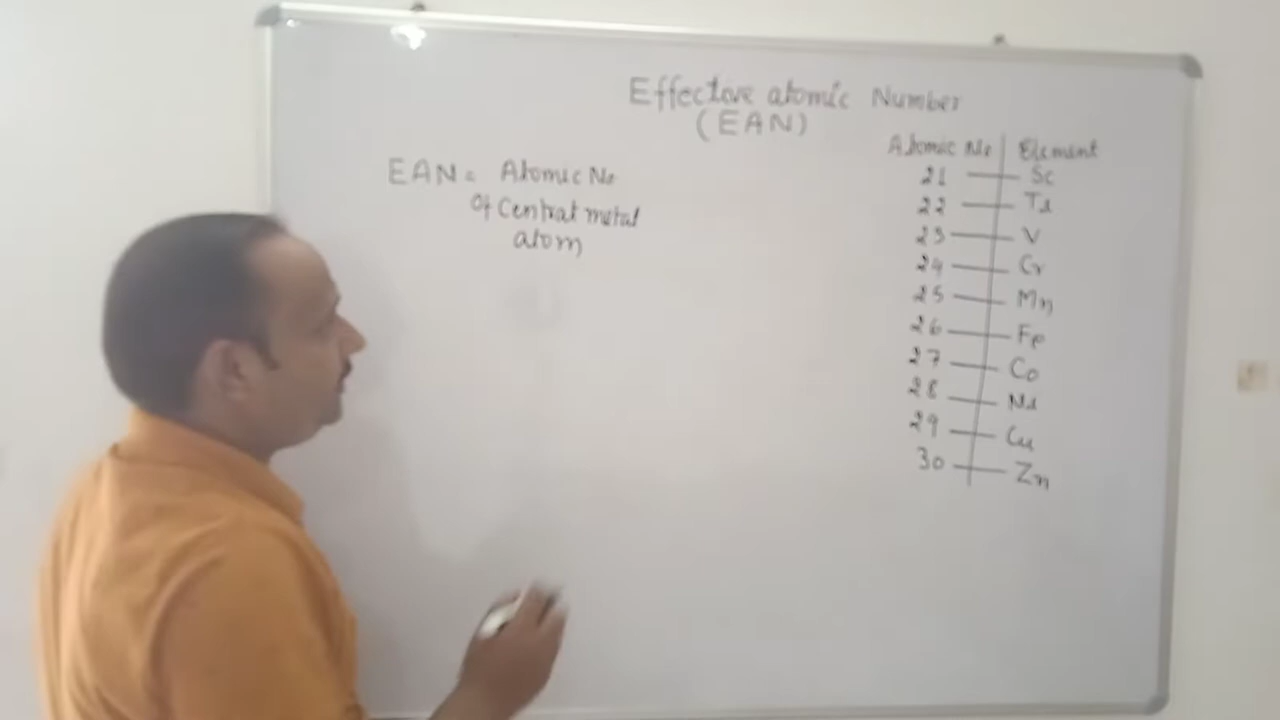 Effective atomic Number
(EAN)
EAN = Atomic No
Of Central metal
atom
Atomic No Element
21 Sc
22 Ti
23 V
24 Cr
25 Mn
26 Fe
27 Co
28 Ni
29 Cu
30 Zn